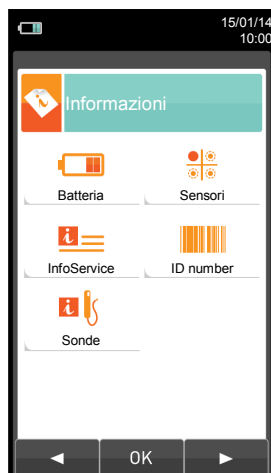 15/01/14
10:00
Informazioni
Batteria
Sensori
InfoService
ID number
Sonde
OK